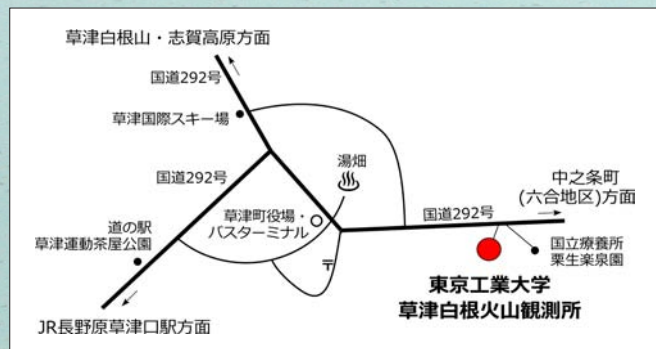 草津白根山・志賀高原方面
国道292号
草津国際スキー場
国道292号
湯畑
中之条町
(六合地区)方面
国道292号
草津町役場・
バスターミナル
道の駅
草津運動茶屋公園
〒
国立療養所
栗生楽泉園
東京工業大学
草津白根火山観測所
JR長野原草津口駅方面